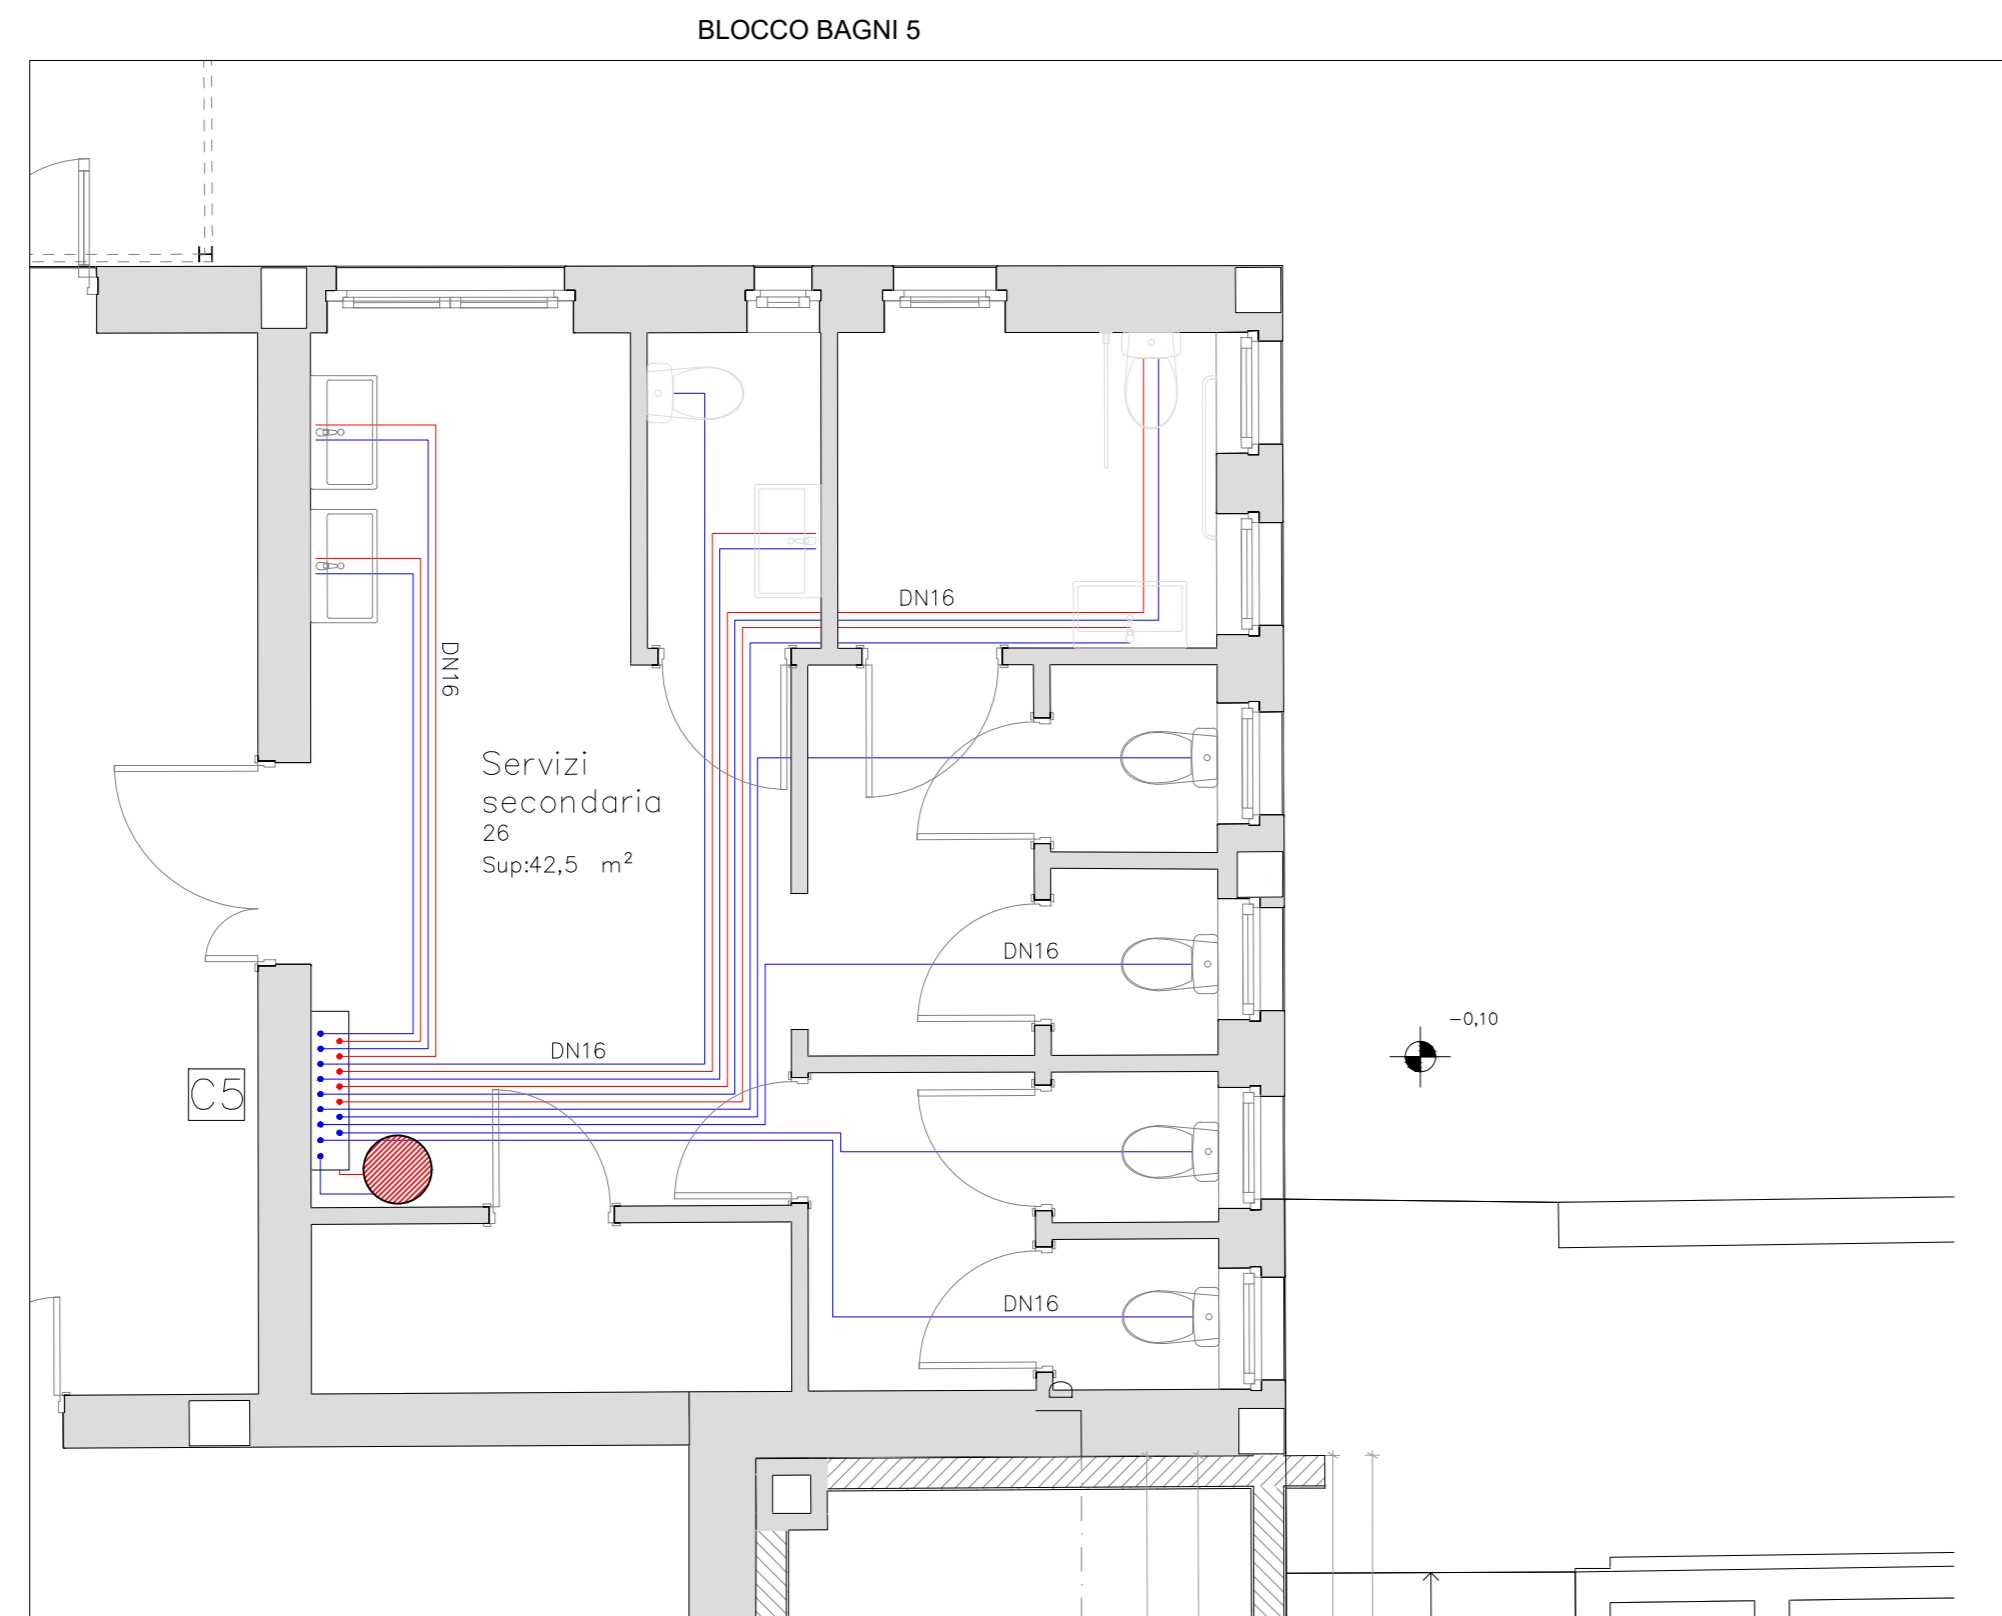 BLOCCO BAGNI 5
DN16
DN16
Servizi
secondaria
26
Sup:42,5 m²
DN16
DN16
C5
-0,10
DN16
D